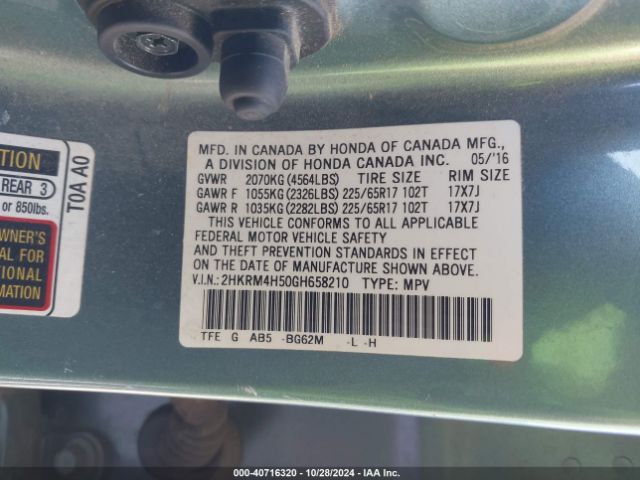 MFD. IN CANADA BY HONDA OF CANADA MFG.,
A DIVISION OF HONDA CANADA INC. 05/'16
GVWR 2070KG (4564LBS) TIRE SIZE RIM SIZE
GAWR F 1055KG (2326LBS) 225/65R17 102T 17X7J
GAWR R 1035KG (2282LBS) 225/65R17 102T 17X7J
THIS VEHICLE CONFORMS TO ALL APPLICABLE
FEDERAL MOTOR VEHICLE SAFETY
AND THEFT PREVENTION STANDARDS IN EFFECT
ON THE DATE OF MANUFACTURE SHOWN ABOVE.
V.I.N.: 2HKRM4H50GH658210 TYPE: MPV
TFE G AB5 -BG62M -L -H
TION
REAR 3
or 850lbs.
WNER'S
AL FOR
TIONAL
MATION
T0A A0
000-40716320 - 10/28/2024 - IAA Inc.